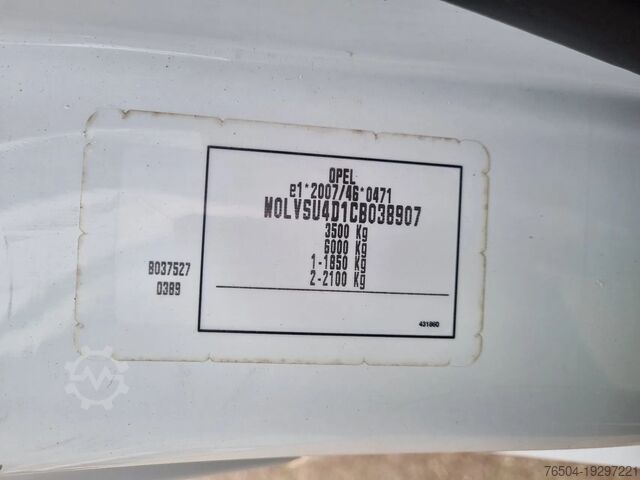 OPEL
e1*2007/46*0471
W0LVSU4D1CB038907
3500 Kg
6000 Kg
1-1850 Kg
2-2100 Kg
B037527
0389
431860
76504-19297221